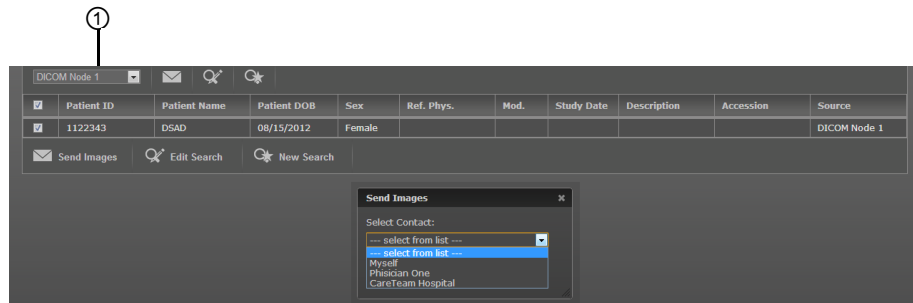 1
DICOM Node 1
Patient ID Patient Name Patient DOB Sex Ref. Phys. Mod. Study Date Description Accession Source
1122343 DSAD 08/15/2012 Female DICOM Node 1
Send Images Edit Search New Search
Send Images
Select Contact:
--- select from list ---
--- select from list ---
Myself
Phisician One
CareTeam Hospital